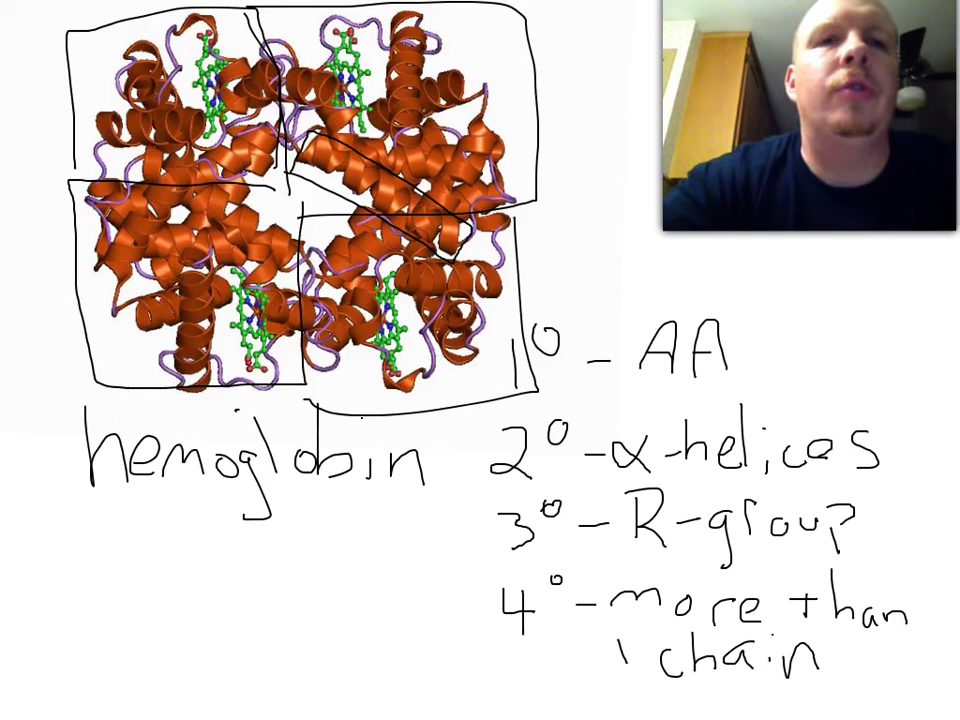 1° - AA
hemoglobin
2° - α-helices
3° - R-group
4° - more than
1 chain